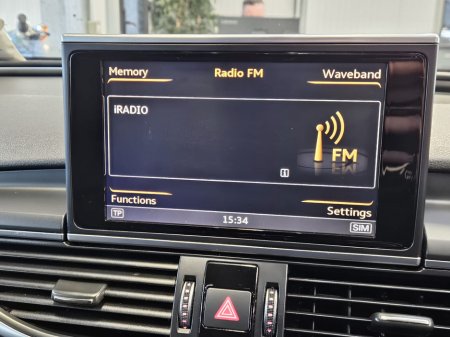 Memory
Radio FM
Waveband
iRADIO
FM
Functions
Settings
TP
15:34
SIM